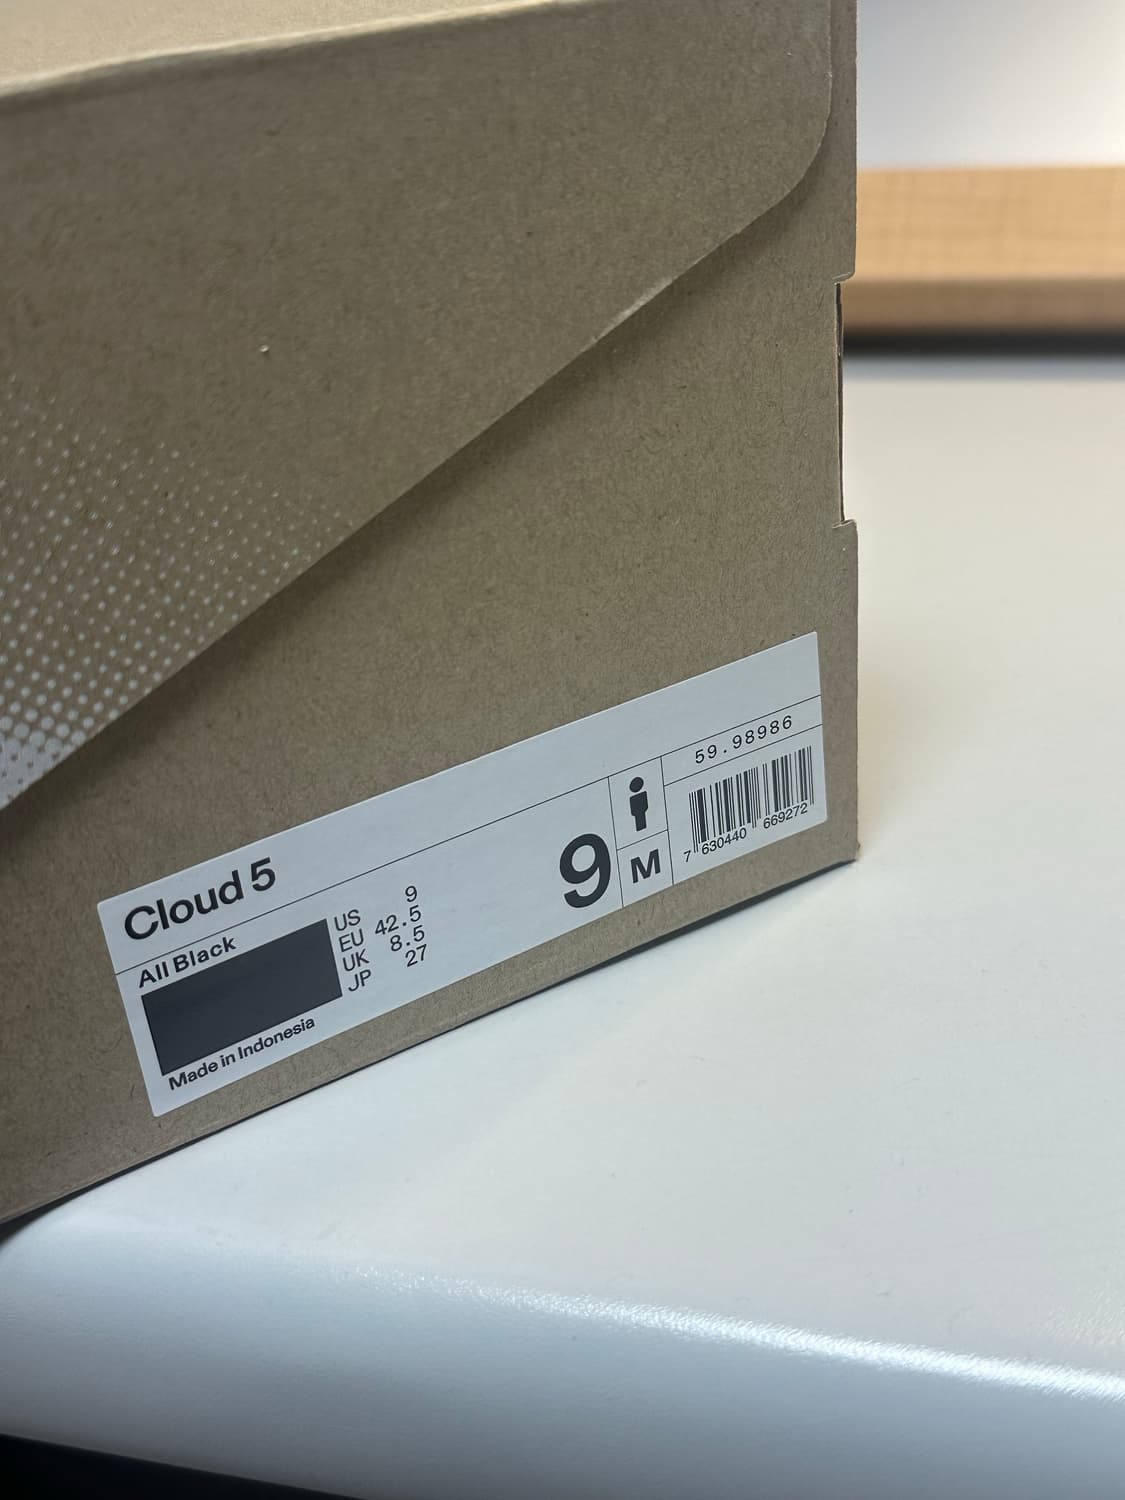 Cloud 5
All Black
US 9
EU 42.5
UK 8.5
JP 27
Made in Indonesia
9
M
59.98986
7 630440 669272